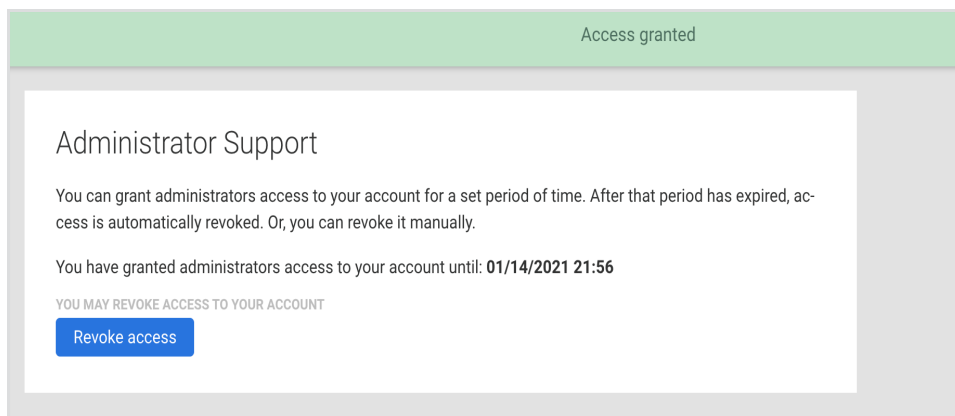 Access granted
Administrator Support
You can grant administrators access to your account for a set period of time. After that period has expired, ac-
cess is automatically revoked. Or, you can revoke it manually.
You have granted administrators access to your account until: 01/14/2021 21:56
YOU MAY REVOKE ACCESS TO YOUR ACCOUNT
Revoke access